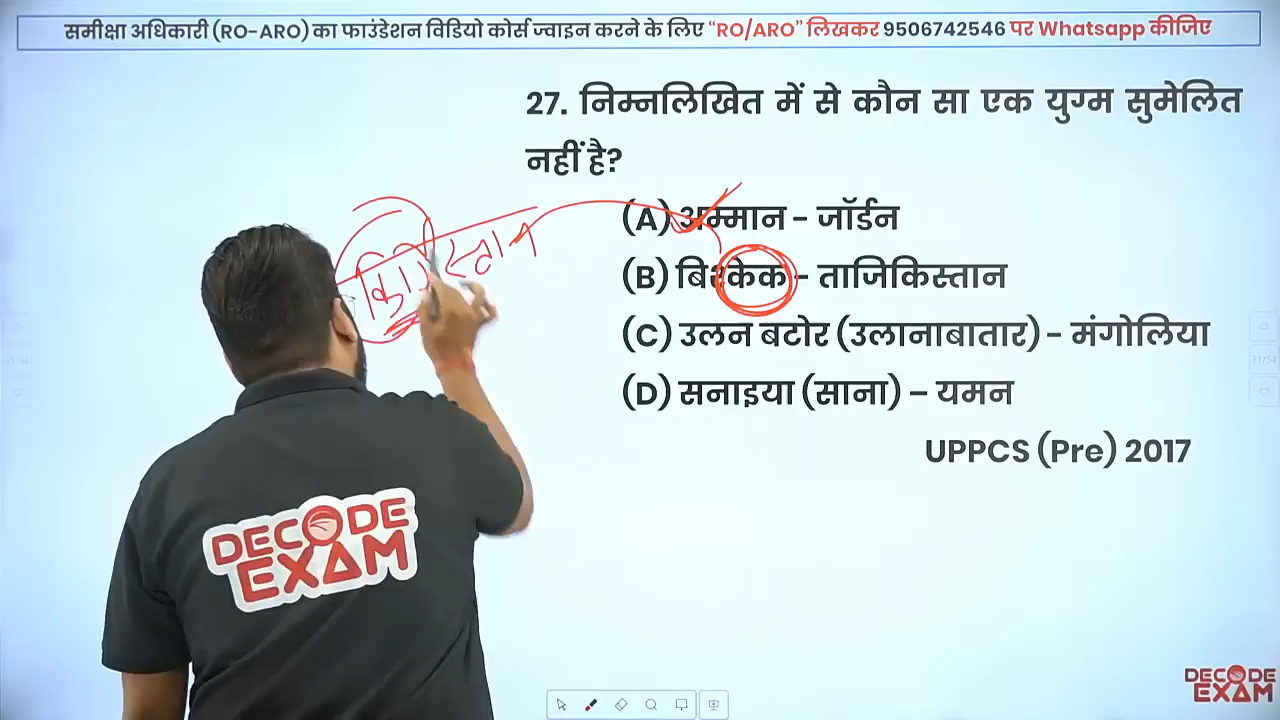 समीक्षा अधिकारी (RO-ARO) का फाउंडेशन विडियो कोर्स ज्वाइन करने के लिए “RO/ARO” लिखकर 9506742546 पर Whatsapp कीजिए
27. निम्नलिखित में से कौन सा एक युग्म सुमेलित
नहीं है?
(A) अम्मान - जॉर्डन
(B) बिश्केक - ताजिकिस्तान
(C) उलन बटोर (उलानाबातार) - मंगोलिया
(D) सनाइया (साना) – यमन
UPPCS (Pre) 2017
DECODE
EXAM
DECODE
EXAM